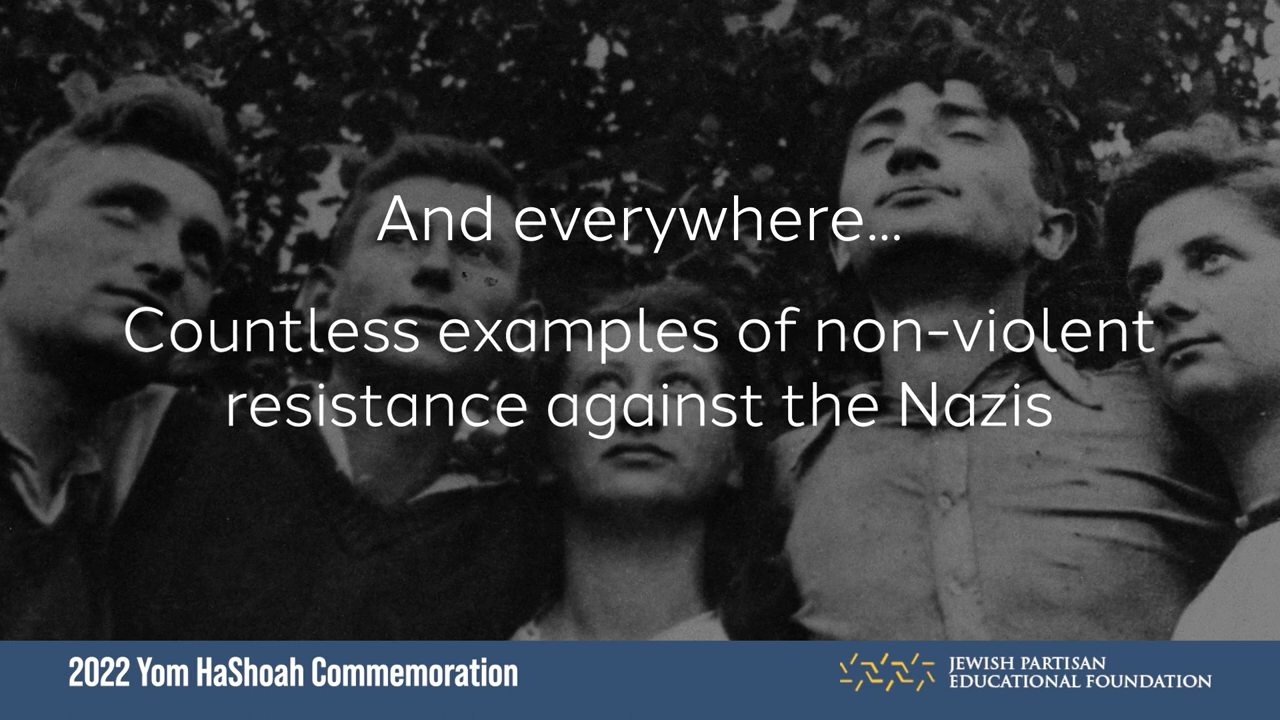 And everywhere...
Countless examples of non-violent
resistance against the Nazis
2022 Yom HaShoah Commemoration
JEWISH PARTISAN
EDUCATIONAL FOUNDATION